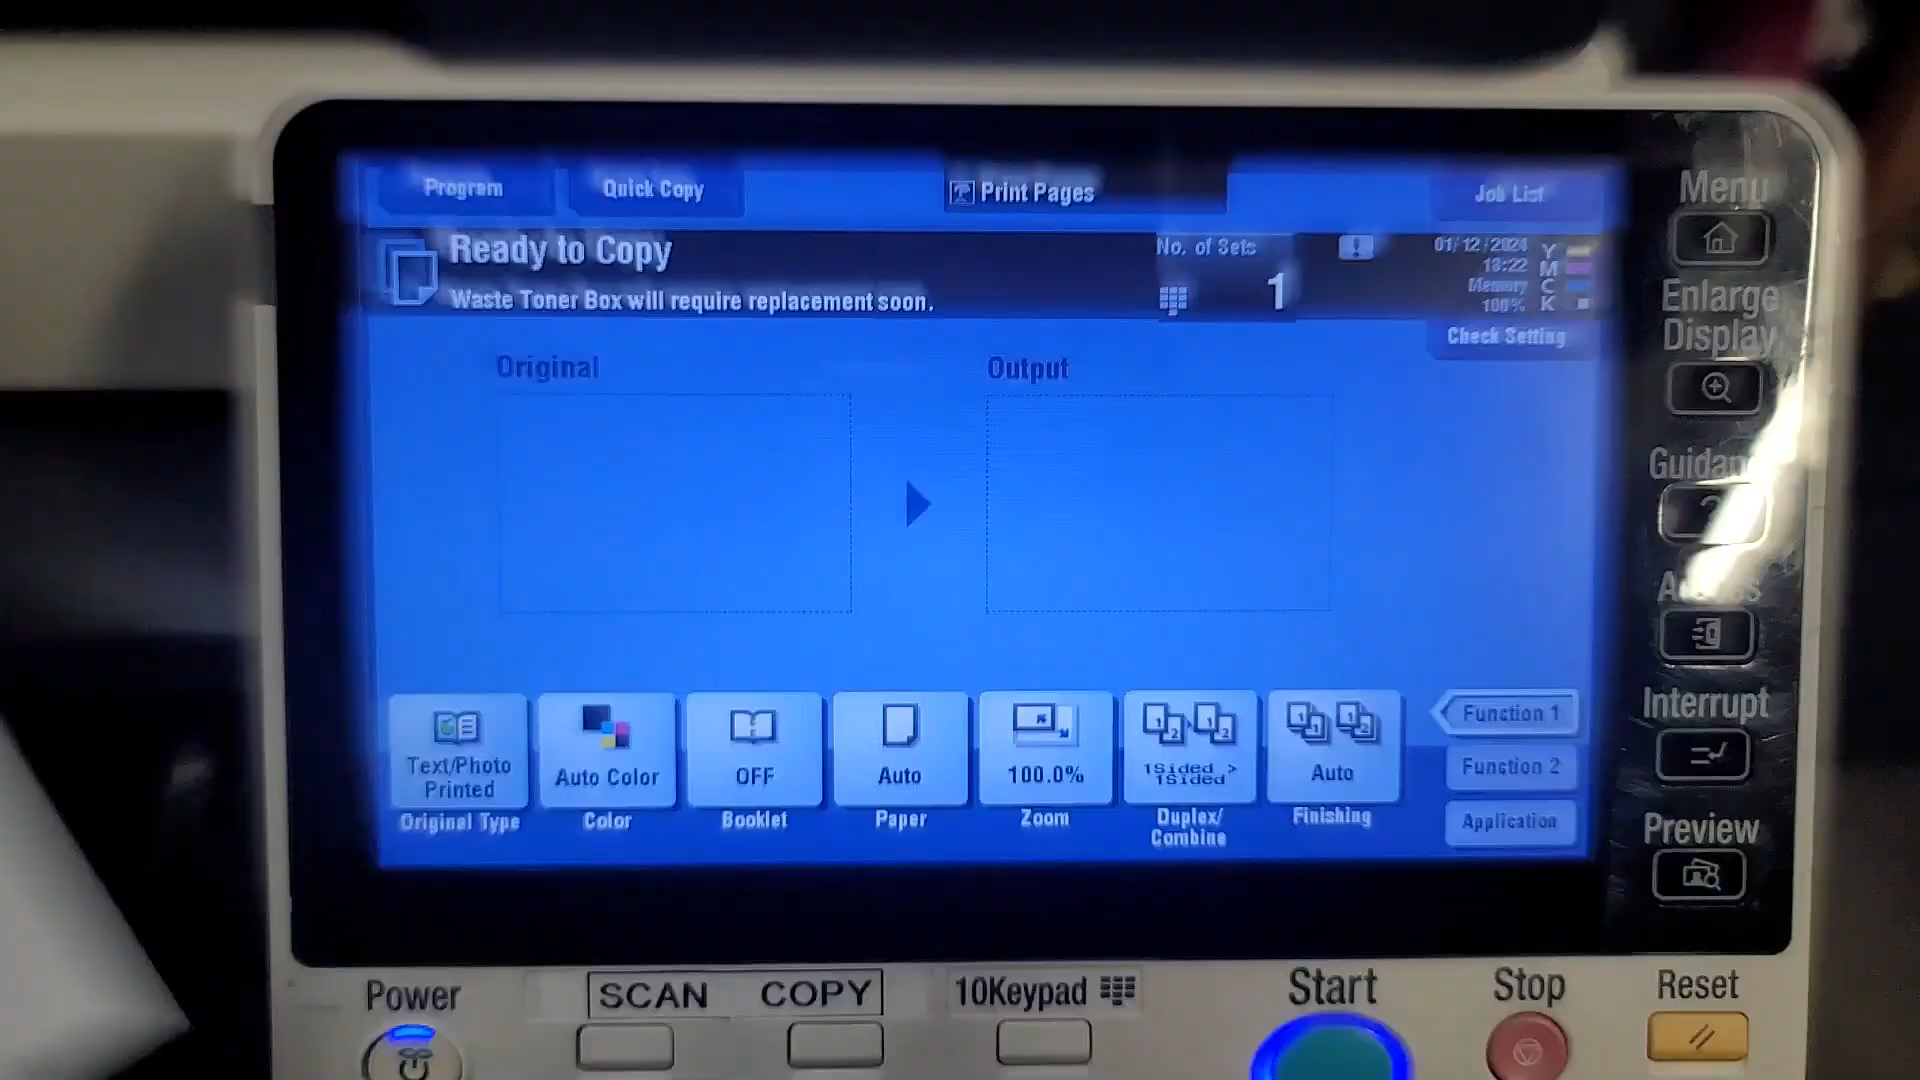 Program
Quick Copy
Print Pages
Job List
Ready to Copy
Waste Toner Box will require replacement soon.
No. of Sets
1
01/12/2024
18:22
Memory
100%
Y
M
C
K
Check Setting
Original
Output
Text/Photo
Printed
Original Type
Auto Color
Color
OFF
Booklet
Auto
Paper
100.0%
Zoom
1Sided >
1Sided
Duplex/
Combine
Auto
Finishing
Function 1
Function 2
Application
Menu
Enlarge
Display
Interrupt
Preview
Power
SCAN COPY
10Keypad
Start
Stop
Reset